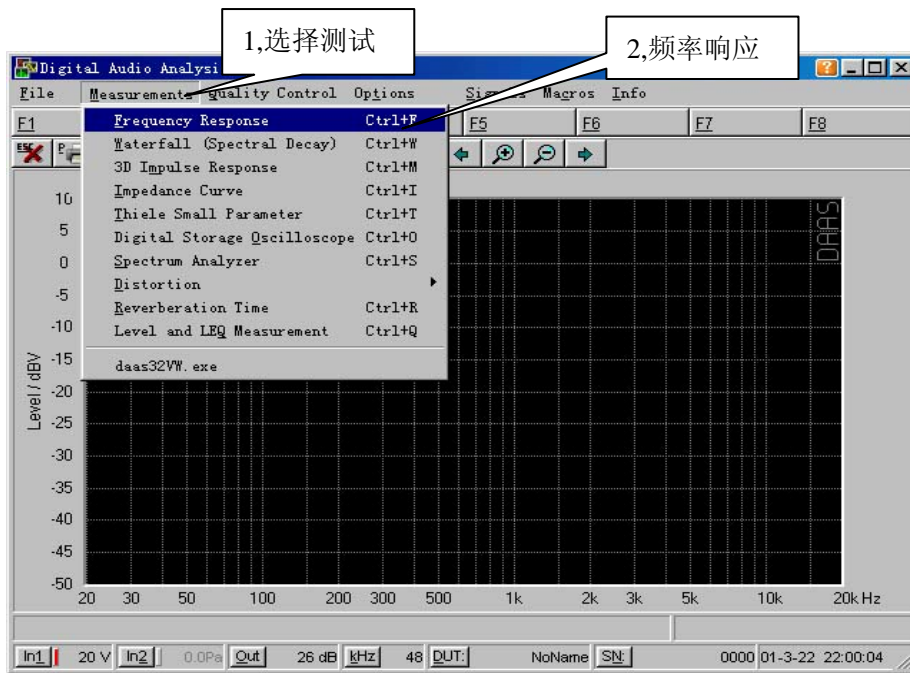 1,选择测试
2,频率响应
Digital Audio Analysi
File Measurements Quality Control Options Macros Info
F1 F5 F6 F7 F8
ESC P
Frequency Response Ctrl+F
Waterfall (Spectral Decay) Ctrl+W
3D Impulse Response Ctrl+M
Impedance Curve Ctrl+I
Thiele Small Parameter Ctrl+T
Digital Storage Oscilloscope Ctrl+O
Spectrum Analyzer Ctrl+S
Distortion
Reverberation Time Ctrl+R
Level and LEQ Measurement Ctrl+Q
daas32VW.exe
DAAS
Level / dBV
10
5
0
-5
-10
-15
-20
-25
-30
-35
-40
-45
-50
20 30 50 100 200 300 500 1k 2k 3k 5k 10k 20k Hz
In1 20 V In2 0.0Pa Out 26 dB kHz 48 DUT: NoName SN: 0000 01-3-22 22:00:04